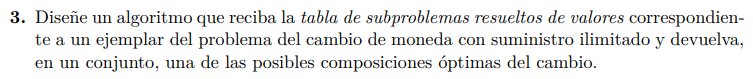 3. Diseñe un algoritmo que reciba la tabla de subproblemas resueltos de valores correspondien-
te a un ejemplar del problema del cambio de moneda con suministro ilimitado y devuelva,
en un conjunto, una de las posibles composiciones óptimas del cambio.